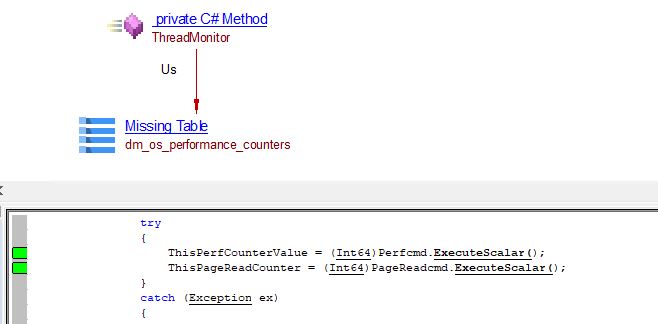 private C# Method
ThreadMonitor
Us
Missing Table
dm_os_performance_counters
try
{
ThisPerfCounterValue = (Int64)Perfcmd.ExecuteScalar();
ThisPageReadCounter = (Int64)PageReadcmd.ExecuteScalar();
}
catch (Exception ex)
{